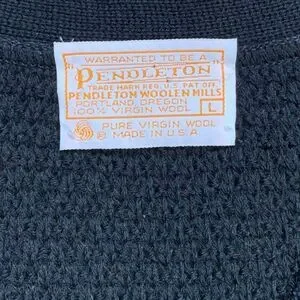 WARRANTED TO BE A
"PENDLETON"
TRADE MARK REG. U.S. PAT. OFF.
PENDLETON WOOLEN MILLS
PORTLAND, OREGON
100% VIRGIN WOOL
L
PURE VIRGIN WOOL
® MADE IN U.S.A